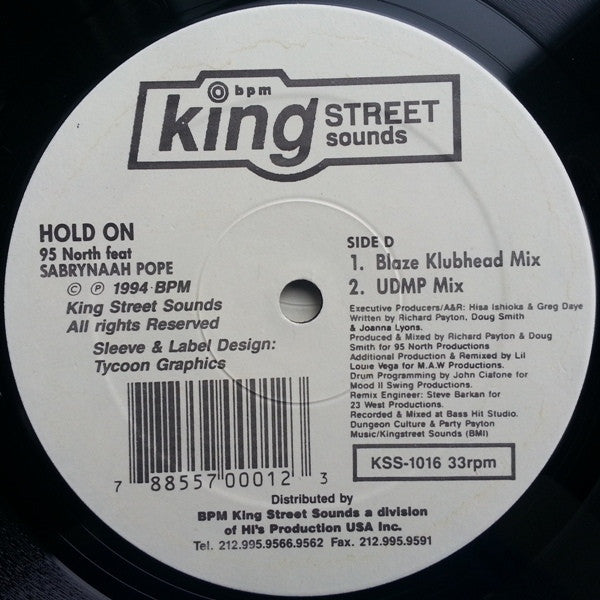 bpm
king STREET
sounds
HOLD ON
95 North feat
SABRYNAAH POPE
© ℗ 1994 BPM
King Street Sounds
All rights Reserved
Sleeve & Label Design:
Tycoon Graphics
SIDE D
1. Blaze Klubhead Mix
2. UDMP Mix
Executive Producers/A&R: Hisa Ishioka & Greg Daye
Written by Richard Payton, Doug Smith
& Joanna Lyons.
Produced & Mixed by Richard Payton & Doug
Smith for 95 North Productions
Additional Production & Remixed by Lil
Louie Vega for M.A.W Productions.
Drum Programming by John Ciafone for
Mood II Swing Productions.
Remix Engineer: Steve Barkan for
23 West Productions.
Recorded & Mixed at Bass Hit Studio.
Dungeon Culture & Party Payton
Music/Kingstreet Sounds (BMI)
KSS-1016 33rpm
7 88557 00012 3
Distributed by
BPM King Street Sounds a division
of Hi's Production USA Inc.
Tel. 212.995.9566.9562 Fax. 212.995.9591